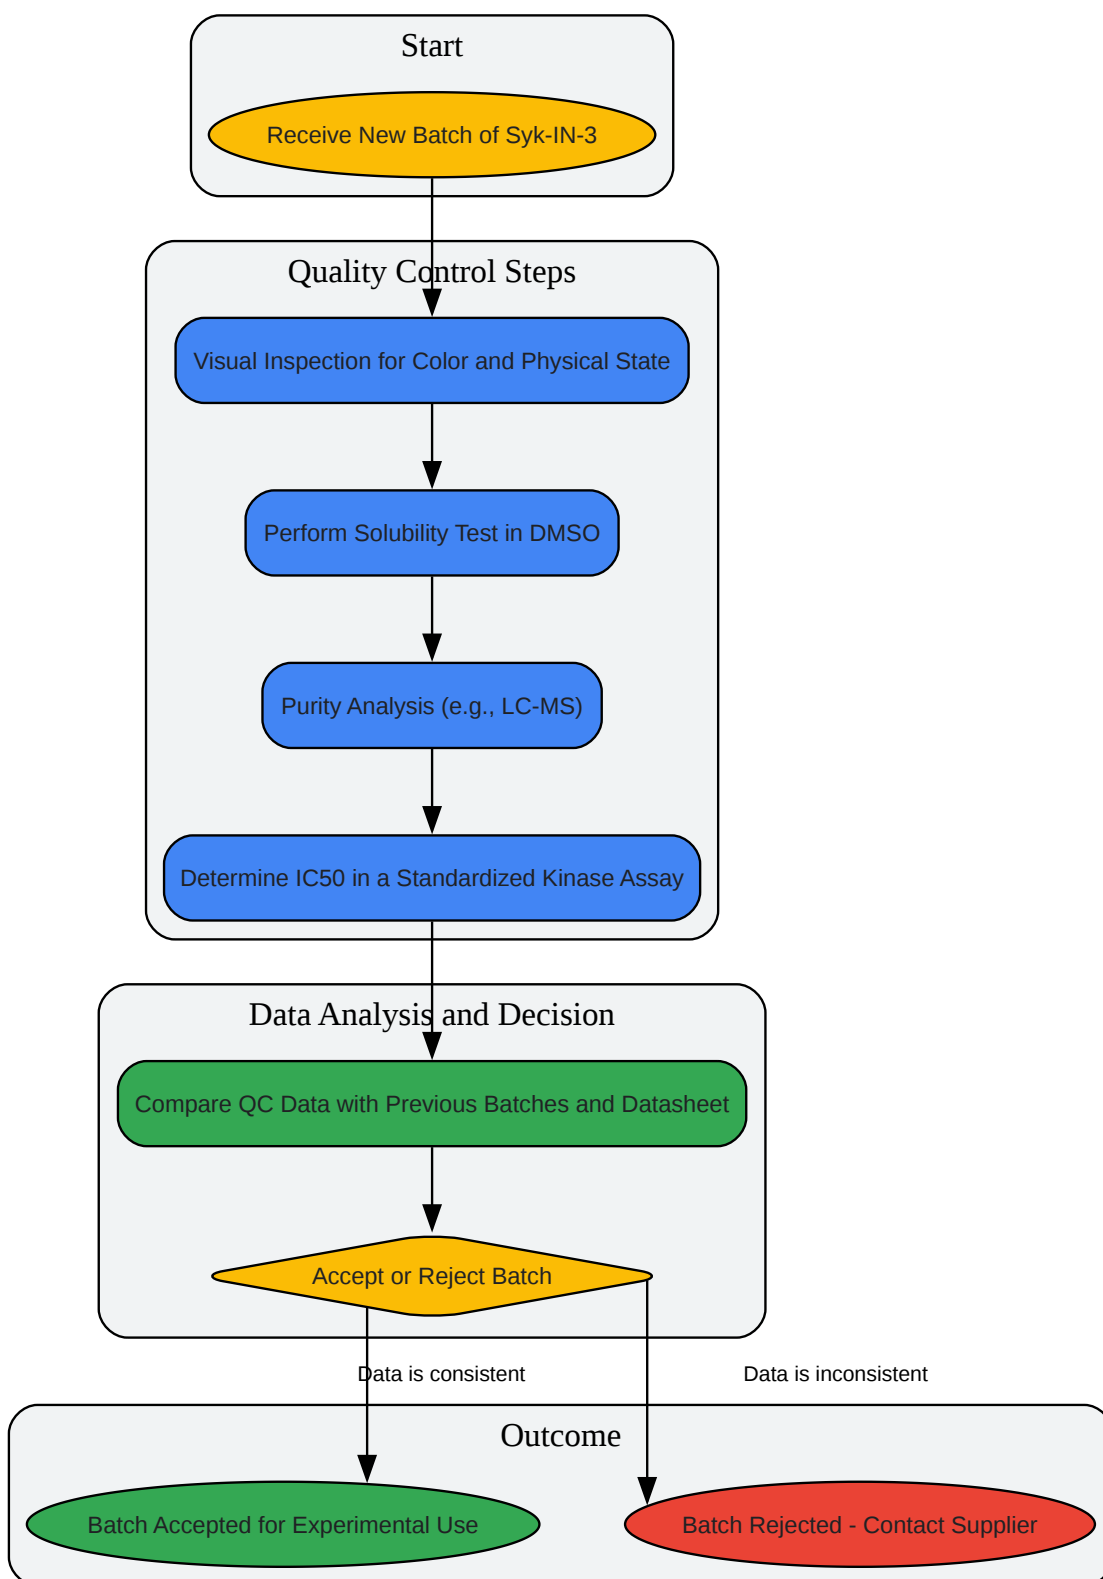 Start
Receive New Batch of Syk-IN-3
Quality Control Steps
Visual Inspection for Color and Physical State
Perform Solubility Test in DMSO
Purity Analysis (e.g., LC-MS)
Determine IC50 in a Standardized Kinase Assay
Data Analysis and Decision
Compare QC Data with Previous Batches and Datasheet
Accept or Reject Batch
Data is consistent
Data is inconsistent
Outcome
Batch Accepted for Experimental Use
Batch Rejected - Contact Supplier